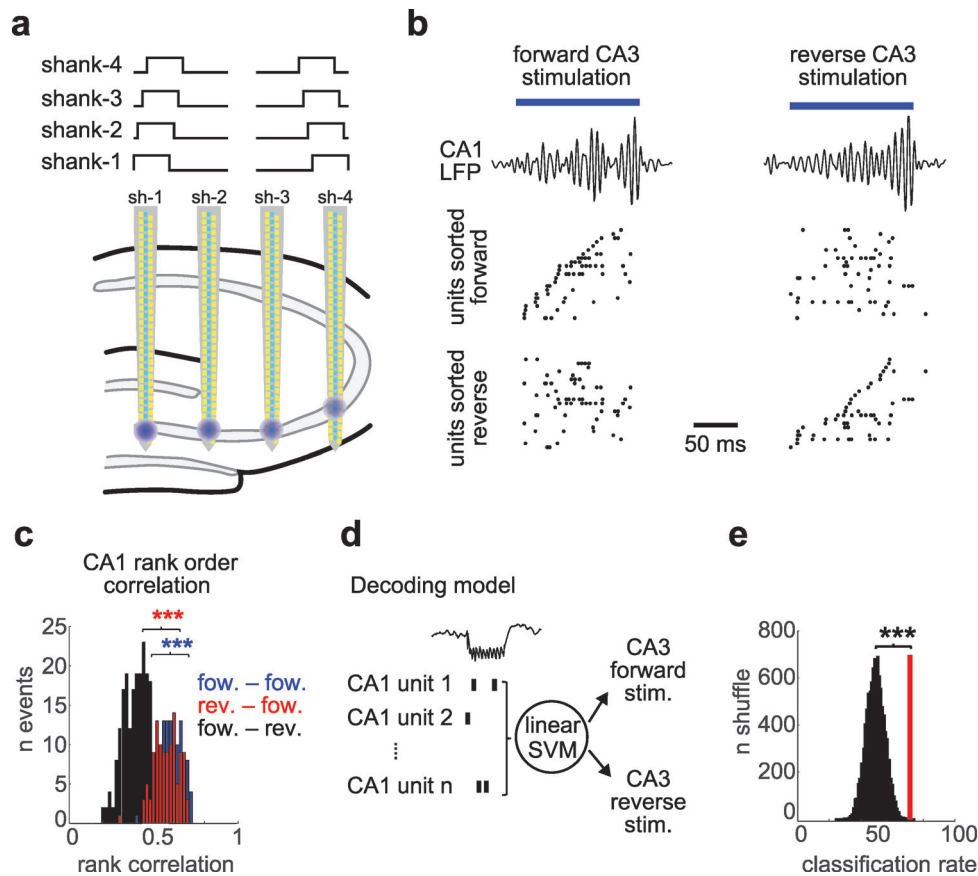 a
shank-4
shank-3
shank-2
shank-1
sh-1 sh-2 sh-3 sh-4
b
forward CA3
stimulation
reverse CA3
stimulation
CA1
LFP
units sorted
forward
units sorted
reverse
50 ms
c
CA1 rank order
correlation
***
***
25
20
15
10
5
0
n events
fow. – fow.
rev. – fow.
fow. – rev.
0 0.5 1
rank correlation
d
Decoding model
CA1 unit 1
CA1 unit 2
CA1 unit n
linear
SVM
CA3
forward
stim.
CA3
reverse
stim.
e
***
800
600
400
200
0
n shuffle
0 50 100
classification rate